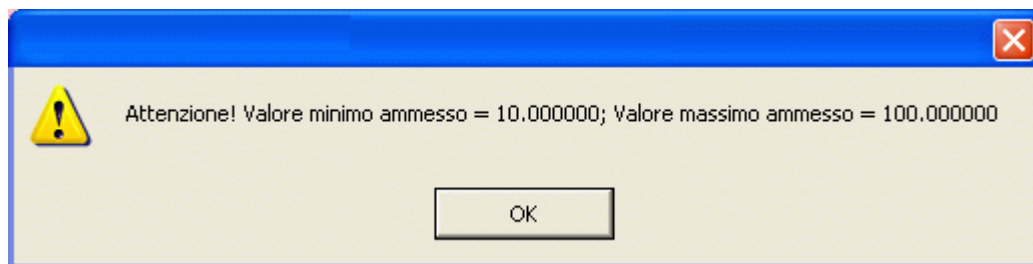 Attenzione! Valore minimo ammesso = 10.000000; Valore massimo ammesso = 100.000000
OK